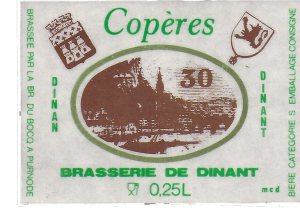 Copères
BRASSEE PAR LA BR. DU BOCQ A PURNODE
DINAN
30
DINANT
BIERE CATEGORIE S EMBALLAGE CONSIGNE
BRASSERIE DE DINANT
0,25L
mcd